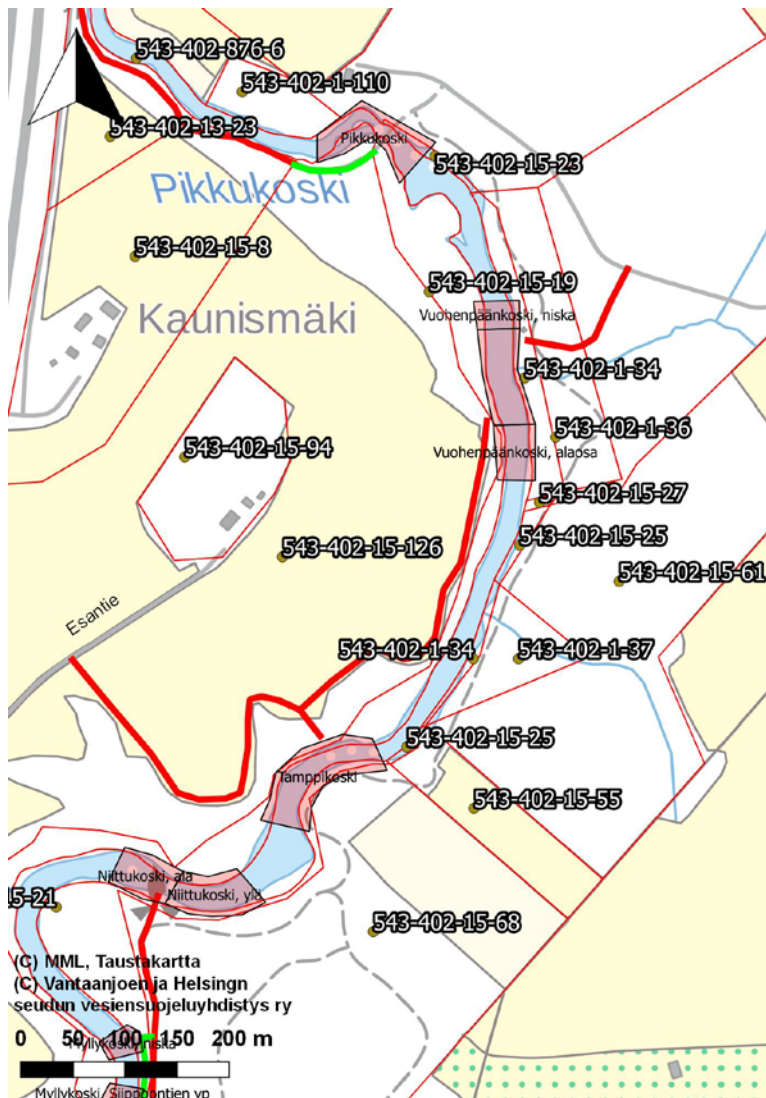 543-402-876-6
543-402-1-110
543-402-13-23
Pikkukoski
543-402-15-23
Pikkukoski
543-402-15-8
543-402-15-19
Kaunismäki
Vuohenpäänkoski, niska
543-402-1-34
543-402-1-36
543-402-15-94
Vuohenpäänkoski, alaosa
543-402-15-27
543-402-15-25
543-402-15-126
543-402-15-61
Esantie
543-402-1-34
543-402-1-37
543-402-15-25
Tamppikoski
543-402-15-55
Niittukoski, ala
Niittukoski, ylä
15-21
543-402-15-68
(C) MML, Taustakartta
(C) Vantaanjoen ja Helsingn
seudun vesiensuojeluyhdistys ry
0 50 100 150 200 m
Myllykoski, niska
Myllykoski/ Siippoontien yp